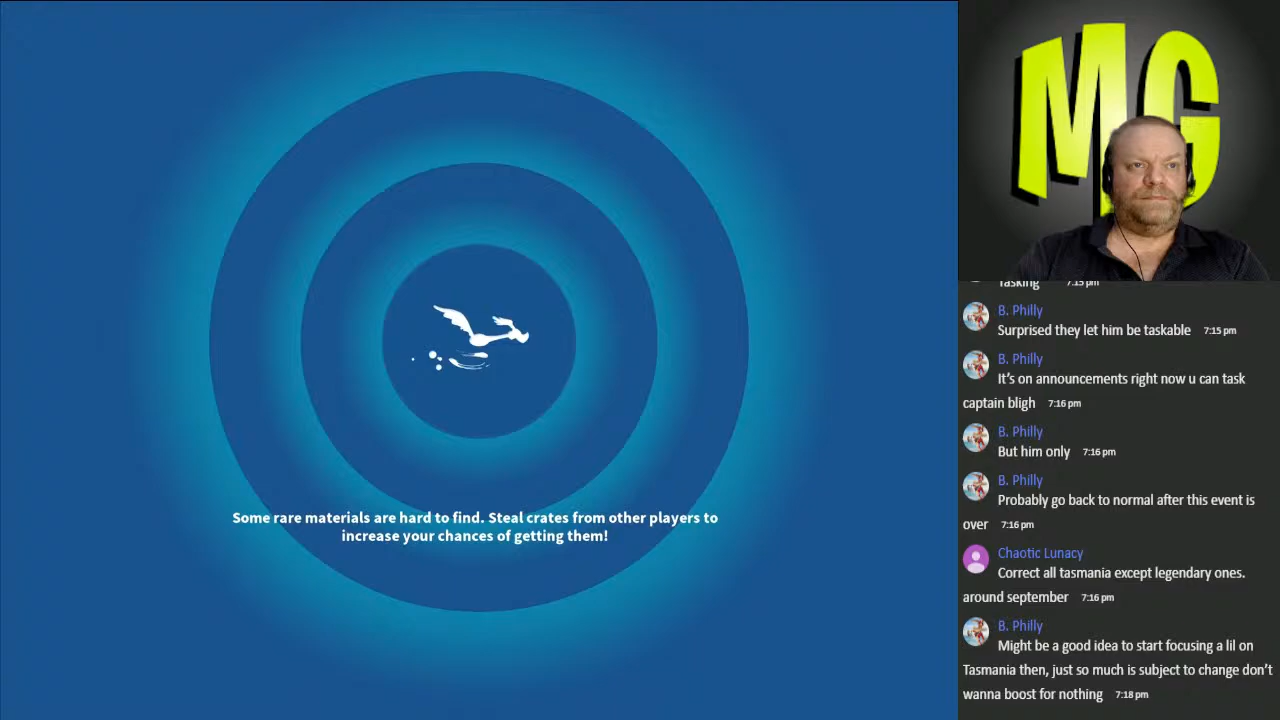 MG
Some rare materials are hard to find. Steal crates from other players to
increase your chances of getting them!
Tasking 7:15 pm
B. Philly
Surprised they let him be taskable 7:15 pm
B. Philly
It's on announcements right now u can task
captain bligh 7:16 pm
B. Philly
But him only 7:16 pm
B. Philly
Probably go back to normal after this event is
over 7:16 pm
Chaotic Lunacy
Correct all tasmania except legendary ones.
around september 7:16 pm
B. Philly
Might be a good idea to start focusing a lil on
Tasmania then, just so much is subject to change don't
wanna boost for nothing 7:18 pm